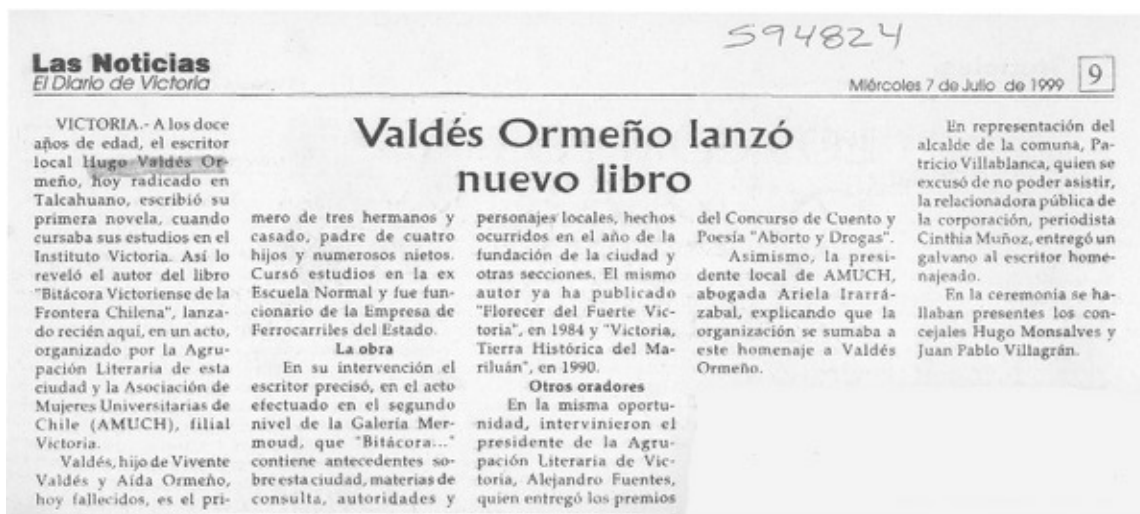 594824
Las Noticias
El Diario de Victoria
Miércoles 7 de Julio de 1999
9
Valdés Ormeño lanzó
nuevo libro
VICTORIA.- A los doce
años de edad, el escritor
local Hugo Valdés Or-
meño, hoy radicado en
Talcahuano, escribió su
primera novela, cuando
cursaba sus estudios en el
Instituto Victoria. Así lo
reveló el autor del libro
"Bitácora Victoriense de la
Frontera Chilena", lanza-
do recién aquí, en un acto,
organizado por la Agru-
pación Literaria de esta
ciudad y la Asociación de
Mujeres Universitarias de
Chile (AMUCH), filial
Victoria.
Valdés, hijo de Vivente
Valdés y Aída Ormeño,
hoy fallecidos, es el pri-
mero de tres hermanos y
casado, padre de cuatro
hijos y numerosos nietos.
Cursó estudios en la ex
Escuela Normal y fue fun-
cionario de la Empresa de
Ferrocarriles del Estado.
La obra
En su intervención el
escritor precisó, en el acto
efectuado en el segundo
nivel de la Galería Mer-
moud, que "Bitácora..."
contiene antecedentes so-
bre esta ciudad, materias de
consulta, autoridades y
personajes locales, hechos
ocurridos en el año de la
fundación de la ciudad y
otras secciones. El mismo
autor ya ha publicado
"Florecer del Fuerte Vic-
toria", en 1984 y "Victoria,
Tierra Histórica del Ma-
riluán", en 1990.
Otros oradores
En la misma oportu-
nidad, intervinieron el
presidente de la Agru-
pación Literaria de Vic-
toria, Alejandro Fuentes,
quien entregó los premios
del Concurso de Cuento y
Poesía "Aborto y Drogas".
Asimismo, la presi-
dente local de AMUCH,
abogada Ariela Irarrá-
zabal, explicando que la
organización se sumaba a
este homenaje a Valdés
Ormeño.
En representación del
alcalde de la comuna, Pa-
tricio Villablanca, quien se
excusó de no poder asistir,
la relacionadora pública de
la corporación, periodista
Cinthia Muñoz, entregó un
galvano al escritor home-
najeado.
En la ceremonia se ha-
llaban presentes los con-
cejales Hugo Monsalves y
Juan Pablo Villagrán.